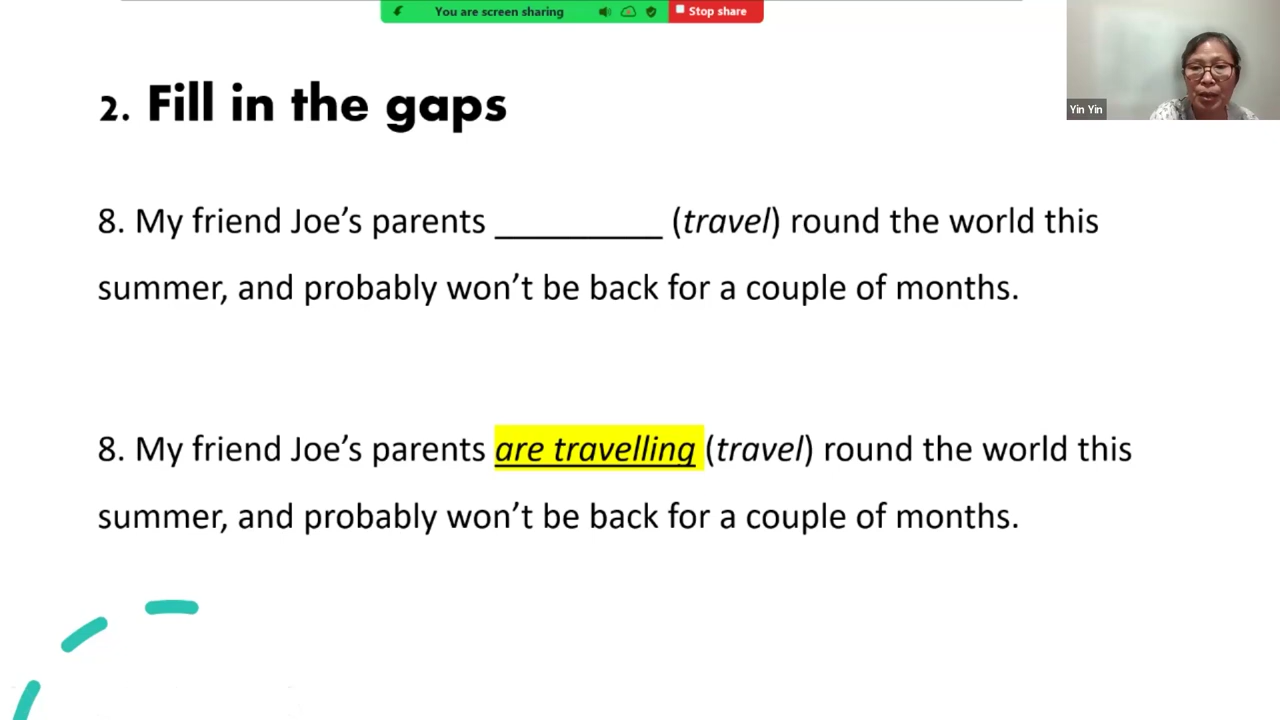 You are screen sharing
Stop share
Yin Yin
2. Fill in the gaps
8. My friend Joe’s parents __________ (travel) round the world this
summer, and probably won’t be back for a couple of months.
8. My friend Joe’s parents are travelling (travel) round the world this
summer, and probably won’t be back for a couple of months.